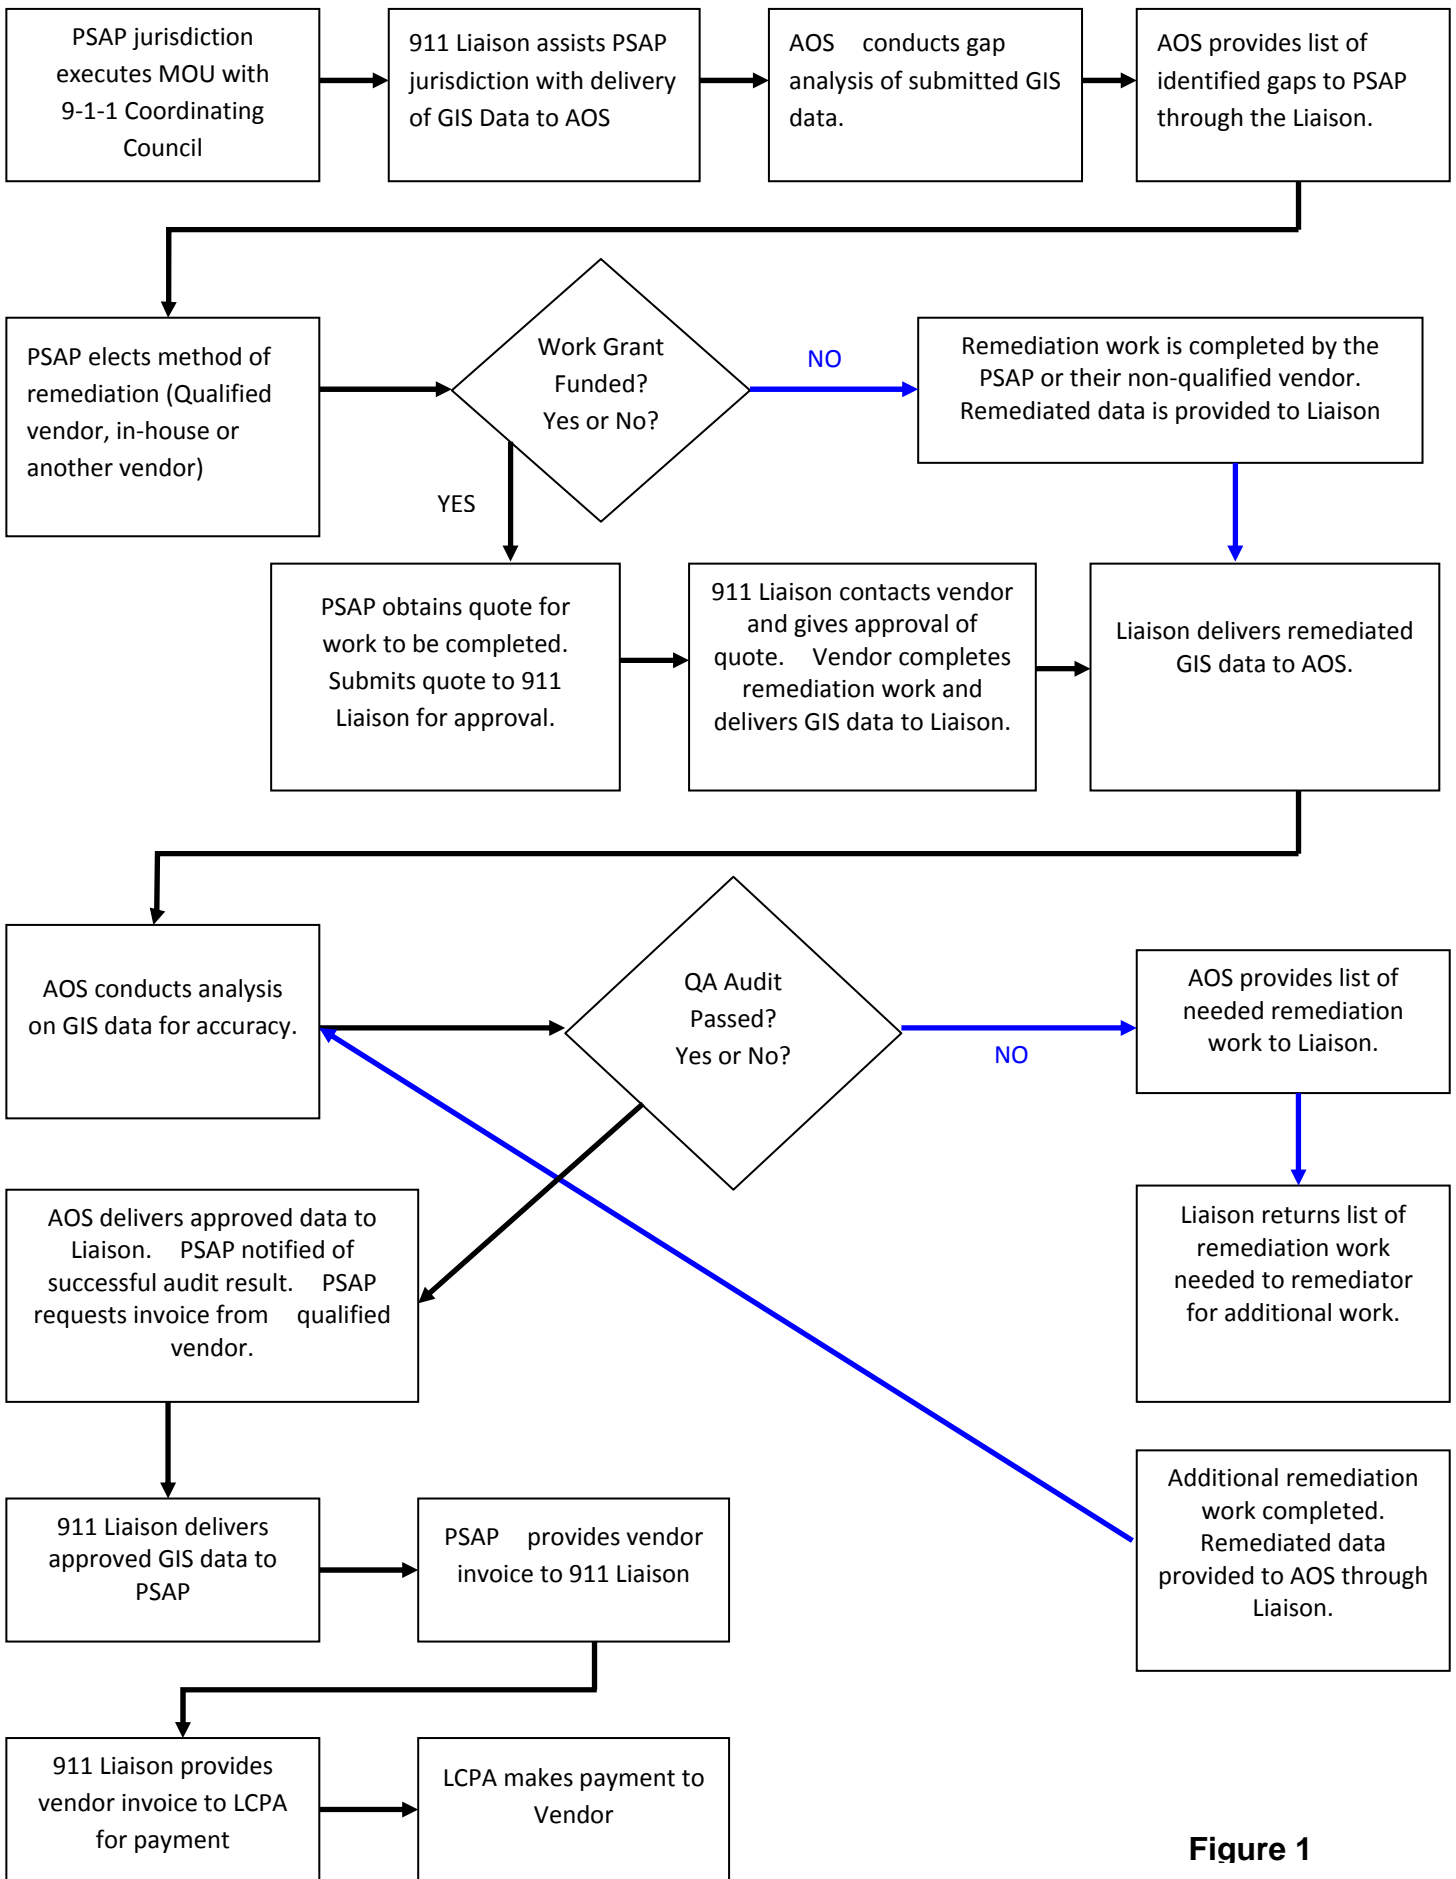 PSAP jurisdiction
executes MOU with
9-1-1 Coordinating
Council
911 Liaison assists PSAP
jurisdiction with delivery
of GIS Data to AOS
AOS conducts gap
analysis of submitted GIS
data.
AOS provides list of
identified gaps to PSAP
through the Liaison.
PSAP elects method of
remediation (Qualified
vendor, in-house or
another vendor)
Work Grant
Funded?
Yes or No?
NO
Remediation work is completed by the
PSAP or their non-qualified vendor.
Remediated data is provided to Liaison
YES
PSAP obtains quote for
work to be completed.
Submits quote to 911
Liaison for approval.
911 Liaison contacts vendor
and gives approval of
quote. Vendor completes
remediation work and
delivers GIS data to Liaison.
Liaison delivers remediated
GIS data to AOS.
AOS conducts analysis
on GIS data for accuracy.
QA Audit
Passed?
Yes or No?
NO
AOS provides list of
needed remediation
work to Liaison.
Liaison returns list of
remediation work
needed to remediator
for additional work.
AOS delivers approved data to
Liaison. PSAP notified of
successful audit result. PSAP
requests invoice from qualified
vendor.
Additional remediation
work completed.
Remediated data
provided to AOS through
Liaison.
911 Liaison delivers
approved GIS data to
PSAP
PSAP provides vendor
invoice to 911 Liaison
911 Liaison provides
vendor invoice to LCPA
for payment
LCPA makes payment to
Vendor
Figure 1